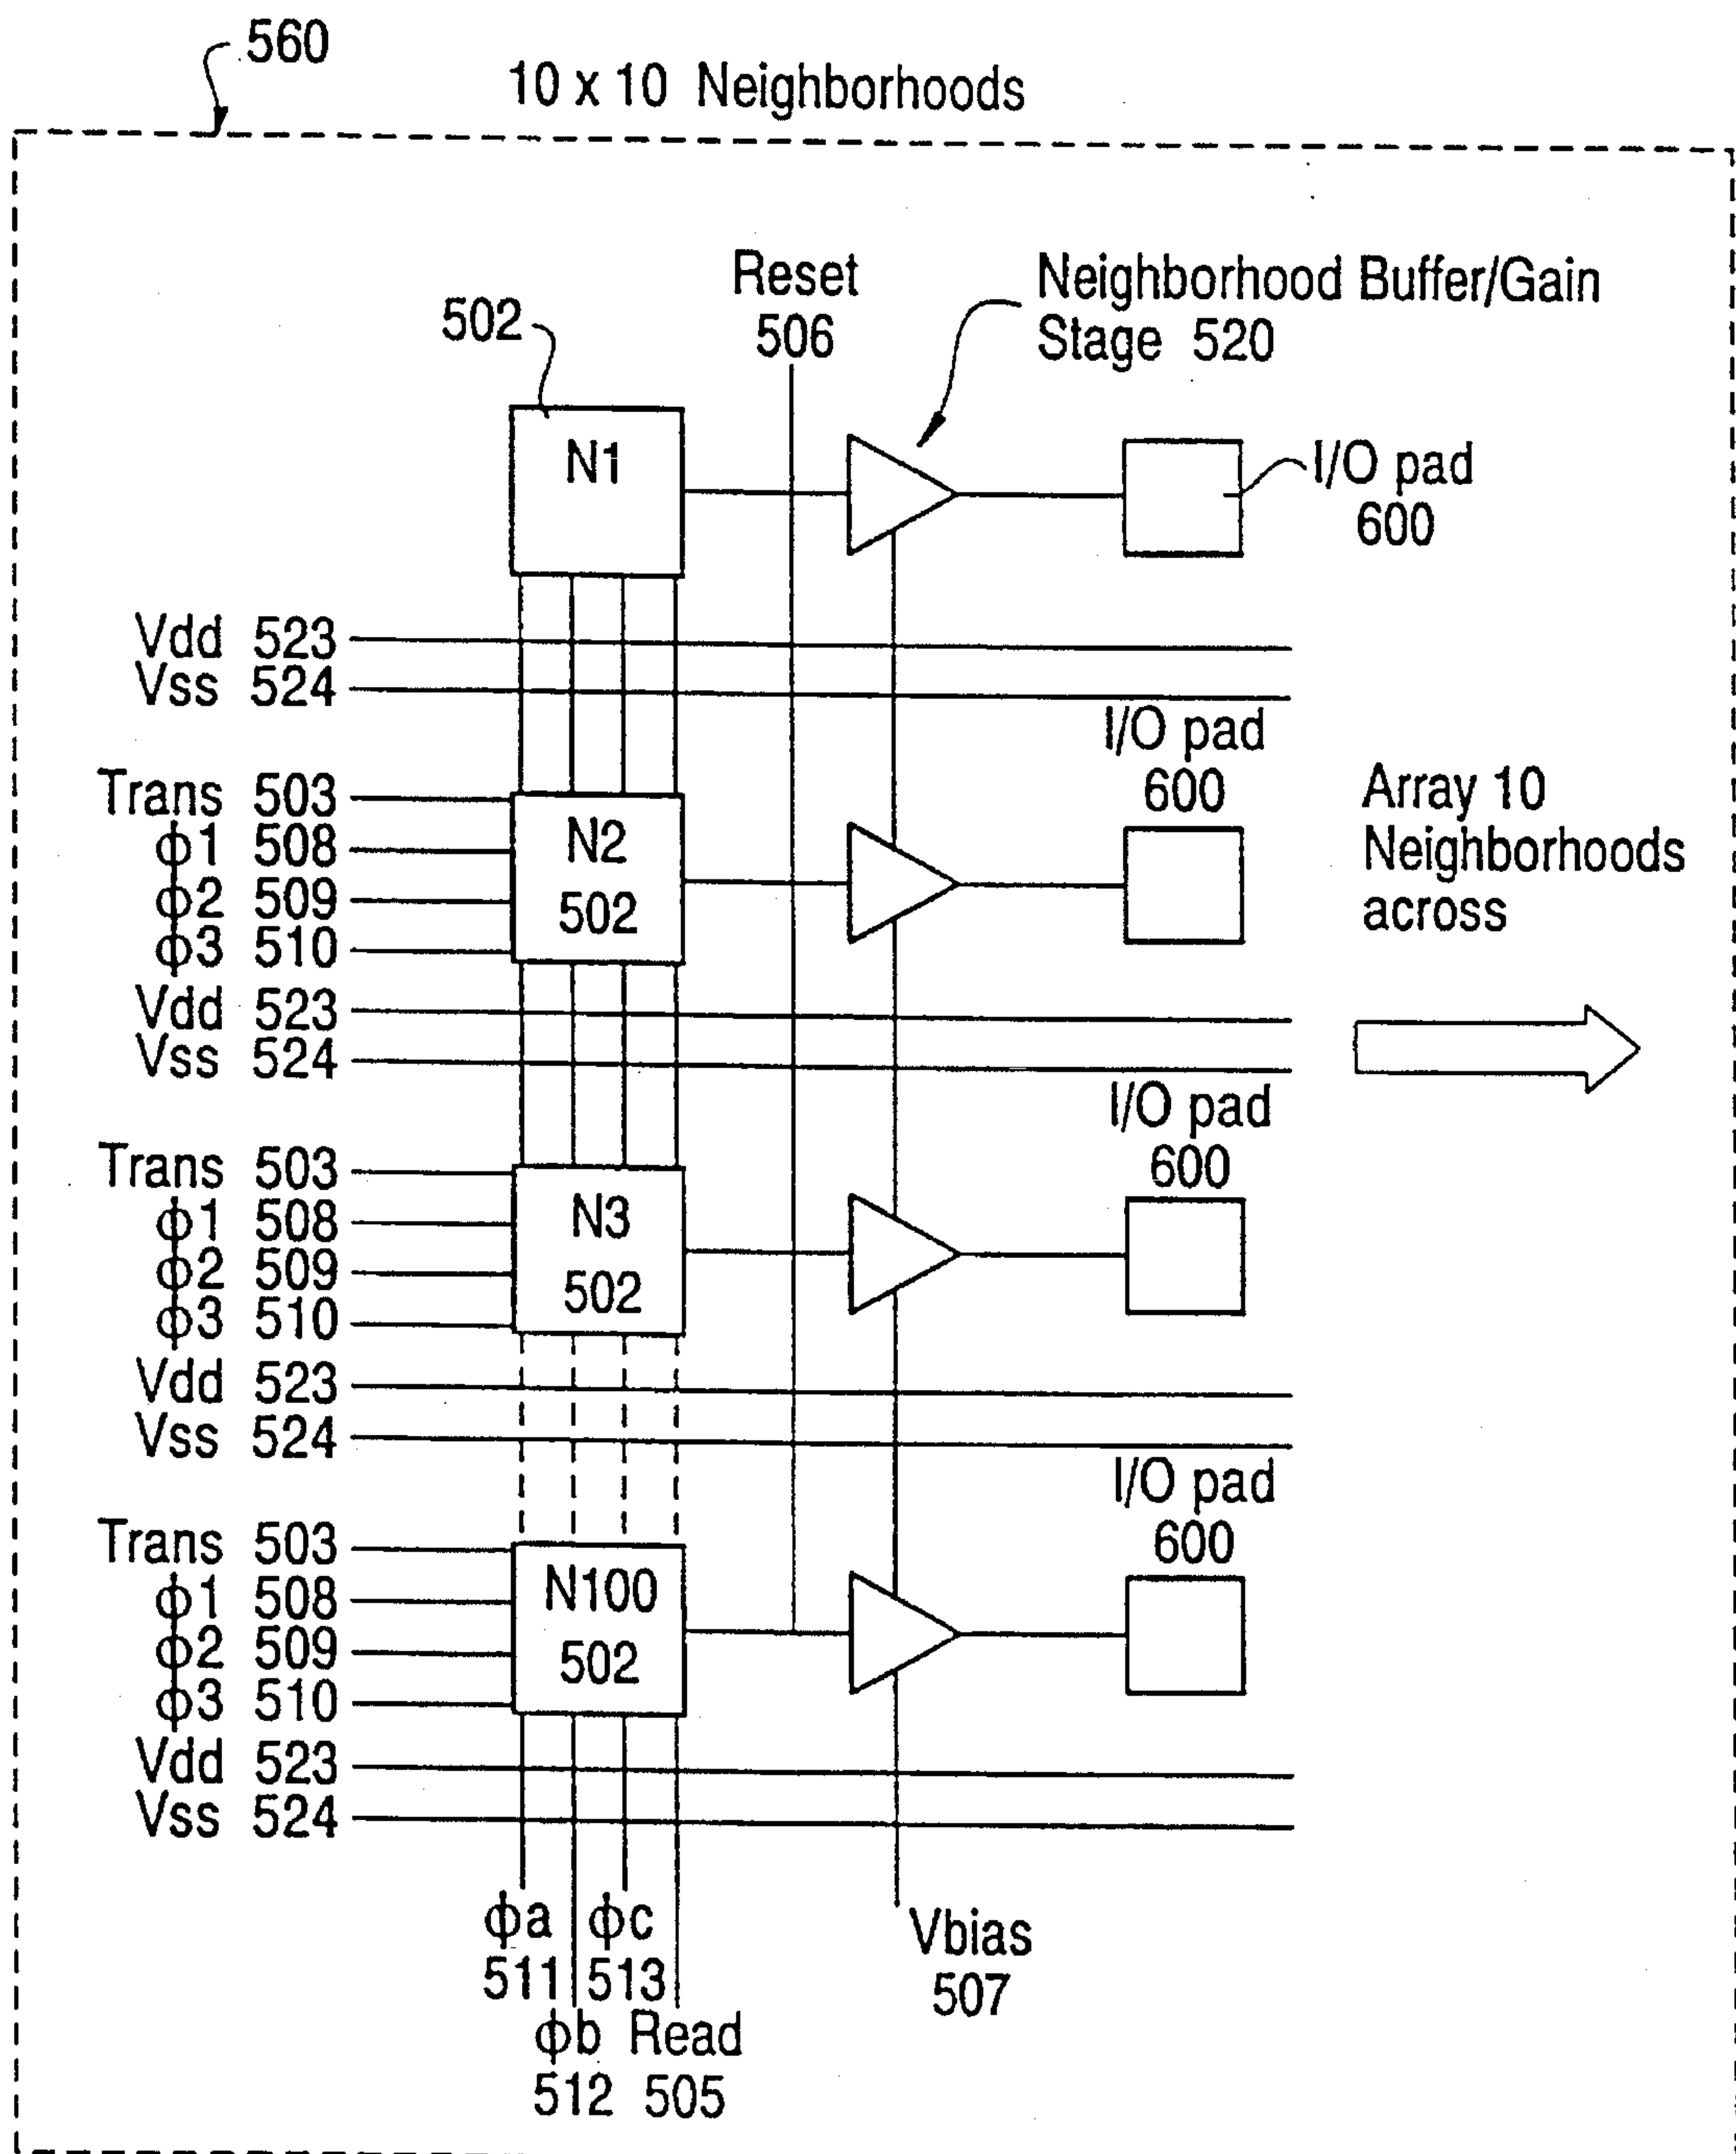 560
10 x 10 Neighborhoods
Reset
506
Neighborhood Buffer/Gain
Stage 520
502
N1
I/O pad
600
Vdd 523
Vss 524
I/O pad
600
Trans 503
ϕ1 508
ϕ2 509
ϕ3 510
N2
502
Array 10
Neighborhoods
across
Vdd 523
Vss 524
I/O pad
600
Trans 503
ϕ1 508
ϕ2 509
ϕ3 510
N3
502
Vdd 523
Vss 524
I/O pad
600
Trans 503
ϕ1 508
ϕ2 509
ϕ3 510
N100
502
Vdd 523
Vss 524
ϕa ϕc
511 513
ϕb Read
512 505
Vbias
507